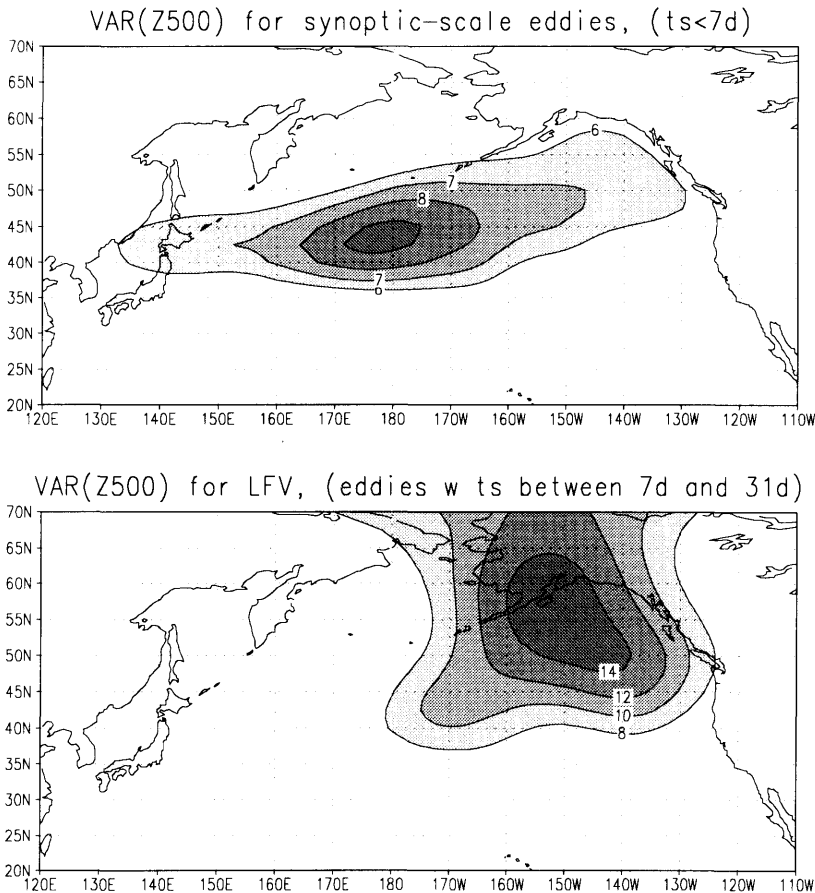 VAR(Z500) for synoptic-scale eddies, (ts<7d)
70N
65N
60N
55N
50N
45N
40N
35N
30N
25N
20N
6
7
8
7
6
120E 130E 140E 150E 160E 170E 180 170W 160W 150W 140W 130W 120W 110W
VAR(Z500) for LFV, (eddies w ts between 7d and 31d)
70N
65N
60N
55N
50N
45N
40N
35N
30N
25N
20N
14
12
10
8
120E 130E 140E 150E 160E 170E 180 170W 160W 150W 140W 130W 120W 110W